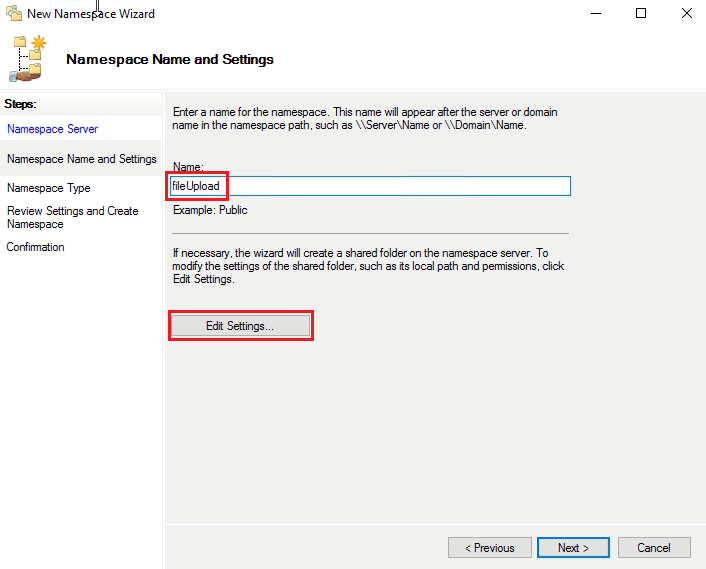 New Namespace Wizard
Namespace Name and Settings
Steps:
Namespace Server
Namespace Name and Settings
Namespace Type
Review Settings and Create
Namespace
Confirmation
Enter a name for the namespace. This name will appear after the server or domain
name in the namespace path, such as \\Server\Name or \\Domain\Name.
Name:
fileUpload
Example: Public
If necessary, the wizard will create a shared folder on the namespace server. To
modify the settings of the shared folder, such as its local path and permissions, click
Edit Settings.
Edit Settings...
< Previous
Next >
Cancel